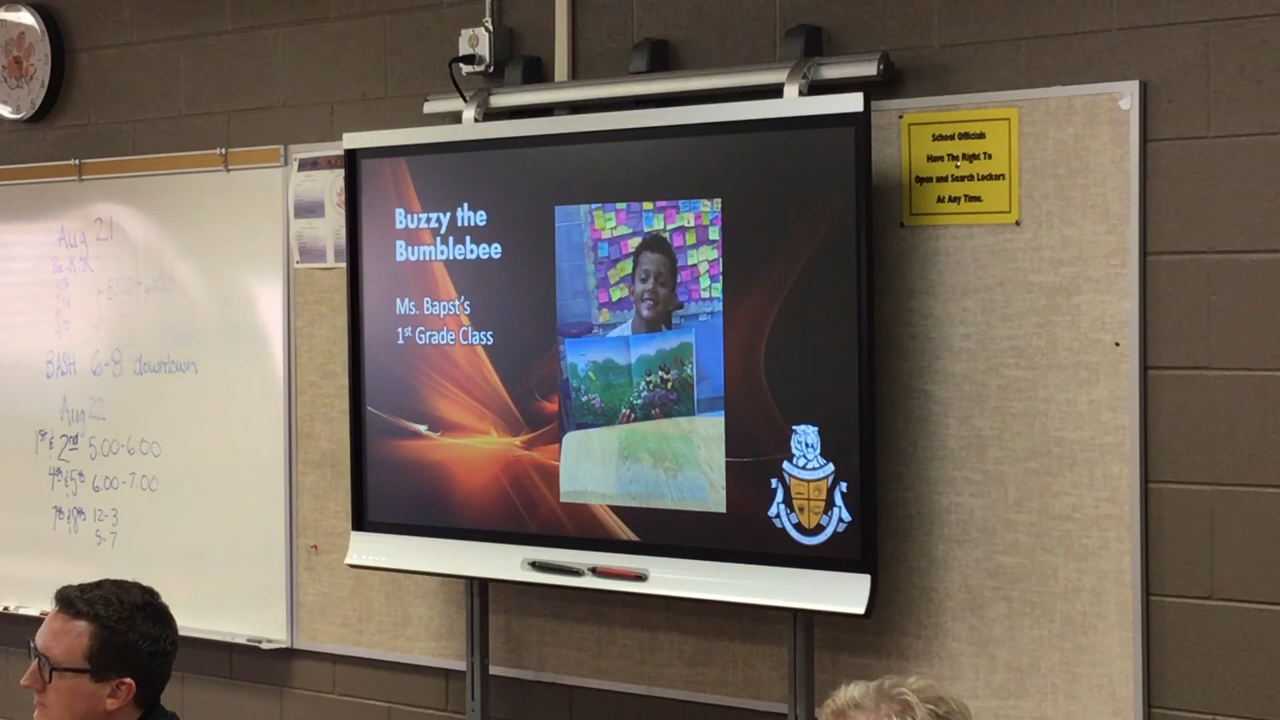 Aug 21
BASH 6-8 downtown
Aug 22
1st & 2nd 5:00-6:00
4th & 5th 6:00-7:00
7th & 8th 12-3
5-7
Buzzy the
Bumblebee
Ms. Bapst's
1st Grade Class
School Officials
Have The Right To
Open and Search Lockers
At Any Time.